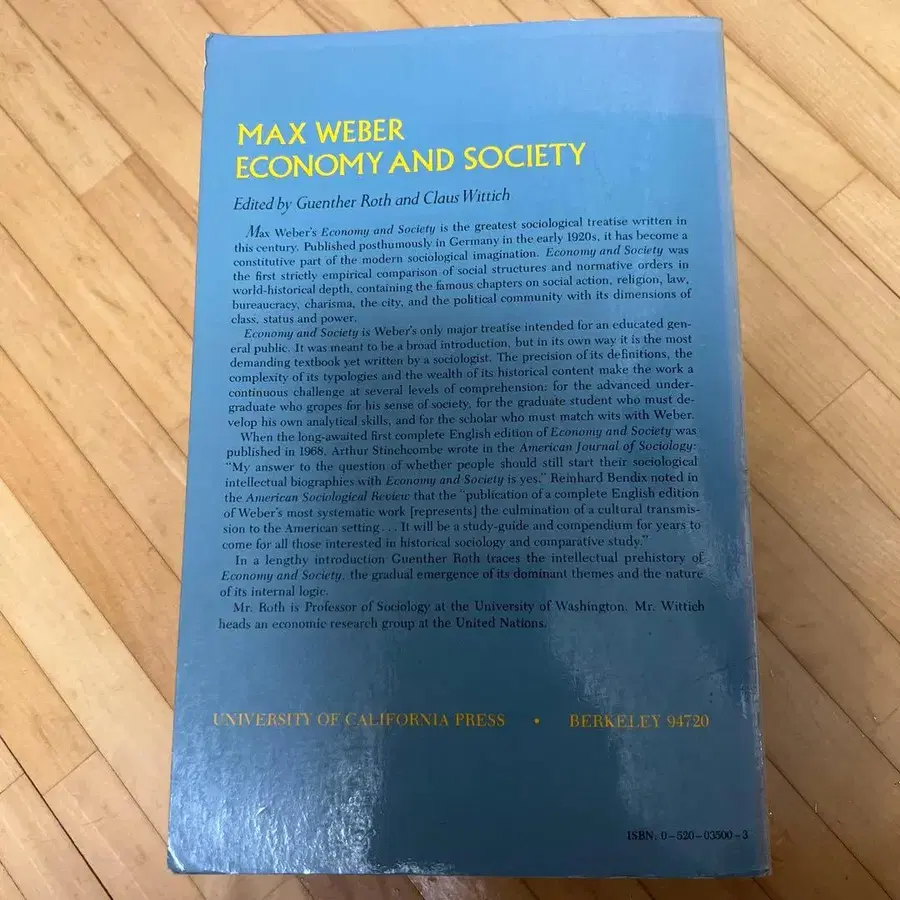 MAX WEBER
ECONOMY AND SOCIETY
Edited by Guenther Roth and Claus Wittich
Max Weber's Economy and Society is the greatest sociological treatise written in
this century. Published posthumously in Germany in the early 1920s, it has become a
constitutive part of the modern sociological imagination. Economy and Society was
the first strictly empirical comparison of social structures and normative orders in
world-historical depth, containing the famous chapters on social action, religion, law,
bureaucracy, charisma, the city, and the political community with its dimensions of
class, status and power.
Economy and Society is Weber's only major treatise intended for an educated gen-
eral public. It was meant to be a broad introduction, but in its own way it is the most
demanding textbook yet written by a sociologist. The precision of its definitions, the
complexity of its typologies and the wealth of its historical content make the work a
continuous challenge at several levels of comprehension: for the advanced under-
graduate who gropes for his sense of society, for the graduate student who must de-
velop his own analytical skills, and for the scholar who must match wits with Weber.
When the long-awaited first complete English edition of Economy and Society was
published in 1968, Arthur Stinchcombe wrote in the American Journal of Sociology:
"My answer to the question of whether people should still start their sociological
intellectual biographies with Economy and Society is yes." Reinhard Bendix noted in
the American Sociological Review that the "publication of a complete English edition
of Weber's most systematic work [represents] the culmination of a cultural transmis-
sion to the American setting . . . It will be a study-guide and compendium for years to
come for all those interested in historical sociology and comparative study."
In a lengthy introduction Guenther Roth traces the intellectual prehistory of
Economy and Society, the gradual emergence of its dominant themes and the nature
of its internal logic.
Mr. Roth is Professor of Sociology at the University of Washington. Mr. Wittich
heads an economic research group at the United Nations.
UNIVERSITY OF CALIFORNIA PRESS • BERKELEY 94720
ISBN: 0-520-03500-3